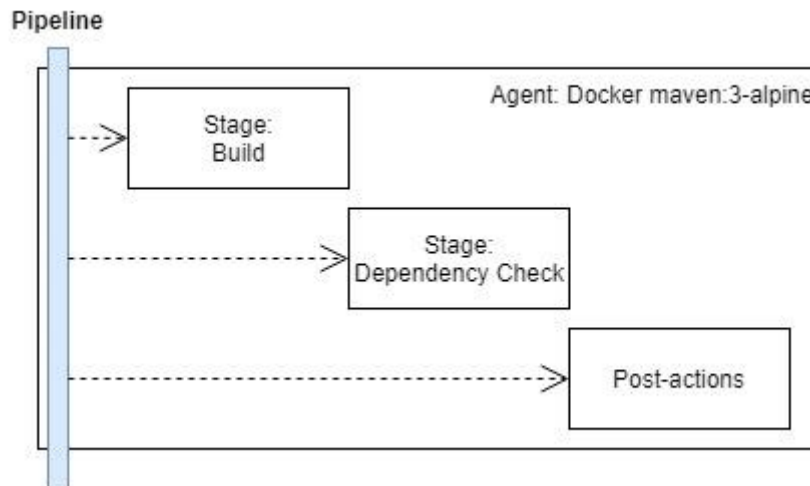 Pipeline
Agent: Docker maven:3-alpine
Stage:
Build
Stage:
Dependency Check
Post-actions